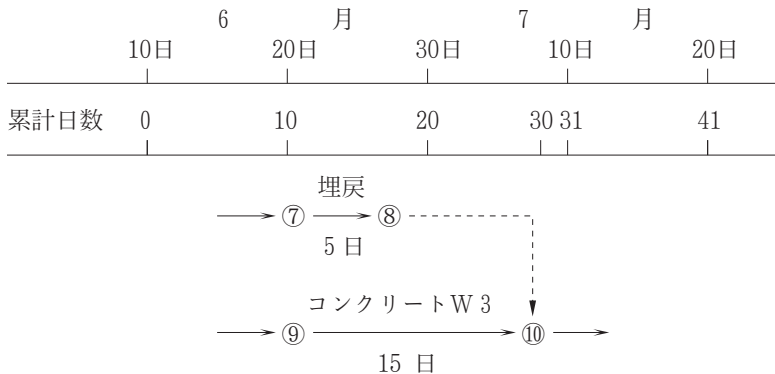 6 月 7 月
10日 20日 30日 10日 20日
累計日数 0 10 20 30 31 41
埋戻
⑦ ⑧
5 日
コンクリートW 3
⑨ ⑩
15 日